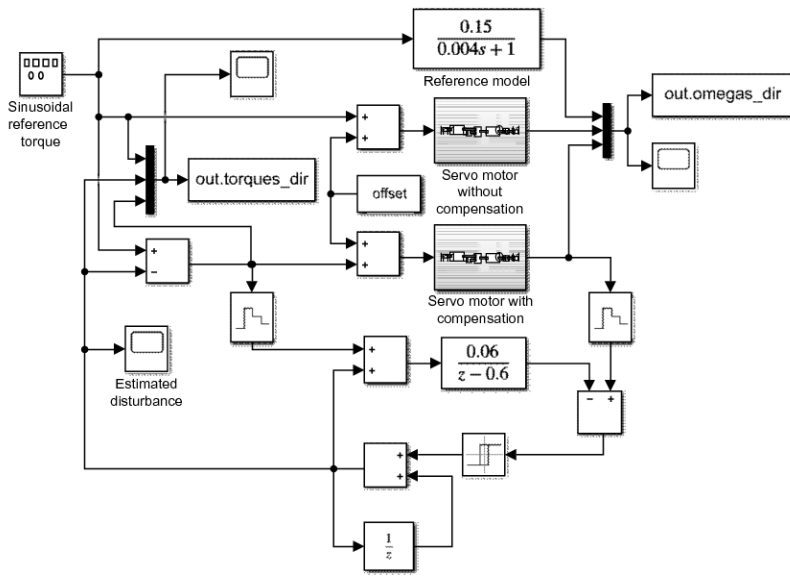 0.15
0.004s + 1
Reference model
Sinusoidal
reference
torque
out.omegas_dir
+
+
Servo motor
without
compensation
out.torques_dir
offset
+
−
+
+
Servo motor with
compensation
Estimated
disturbance
+
+
0.06
z − 0.6
− +
+
+
1
z